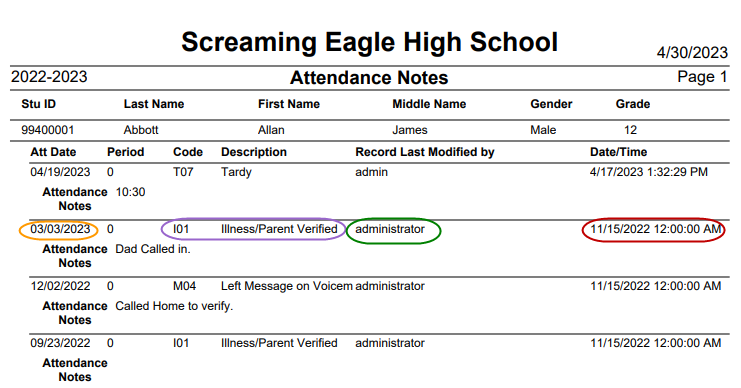 Screaming Eagle High School
4/30/2023
2022-2023 Attendance Notes Page 1
Stu ID Last Name First Name Middle Name Gender Grade
99400001 Abbott Allan James Male 12
Att Date Period Code Description Record Last Modified by Date/Time
04/19/2023 0 T07 Tardy admin 4/17/2023 1:32:29 PM
Attendance 10:30
Notes
03/03/2023 0 I01 Illness/Parent Verified administrator 11/15/2022 12:00:00 AM
Attendance Dad Called in.
Notes
12/02/2022 0 M04 Left Message on Voicem administrator 11/15/2022 12:00:00 AM
Attendance Called Home to verify.
Notes
09/23/2022 0 I01 Illness/Parent Verified administrator 11/15/2022 12:00:00 AM
Attendance
Notes